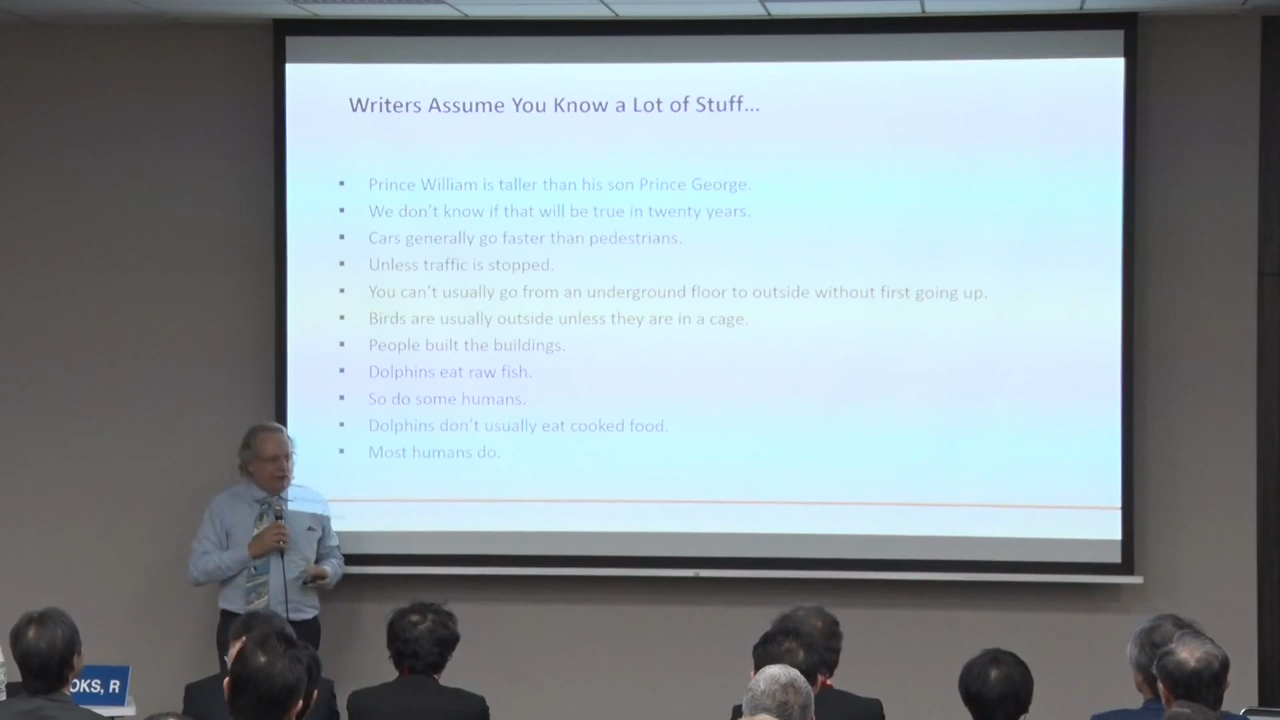 Writers Assume You Know a Lot of Stuff...
▪ Prince William is taller than his son Prince George.
▪ We don't know if that will be true in twenty years.
▪ Cars generally go faster than pedestrians.
▪ Unless traffic is stopped.
▪ You can't usually go from an underground floor to outside without first going up.
▪ Birds are usually outside unless they are in a cage.
▪ People built the buildings.
▪ Dolphins eat raw fish.
▪ So do some humans.
▪ Dolphins don't usually eat cooked food.
▪ Most humans do.
OKS, R